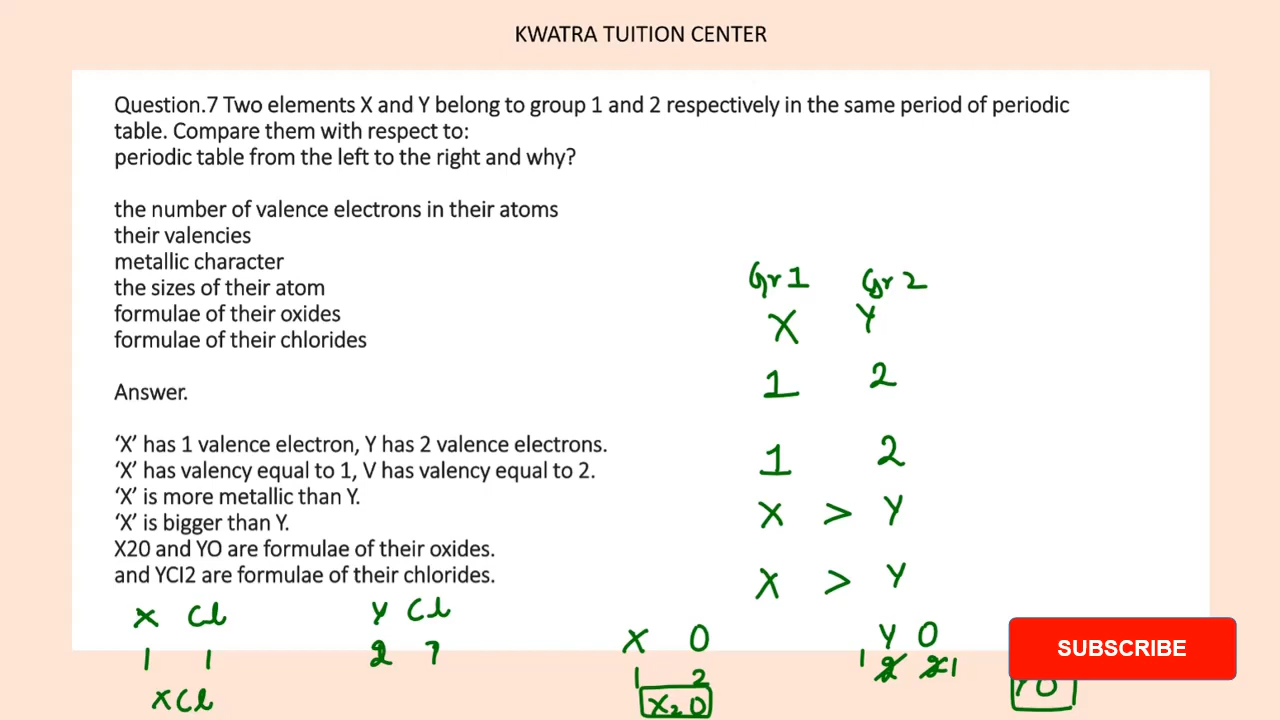 KWATRA TUITION CENTER
Question.7 Two elements X and Y belong to group 1 and 2 respectively in the same period of periodic
table. Compare them with respect to:
periodic table from the left to the right and why?
the number of valence electrons in their atoms
their valencies
metallic character
the sizes of their atom
formulae of their oxides
formulae of their chlorides
Answer.
‘X’ has 1 valence electron, Y has 2 valence electrons.
‘X’ has valency equal to 1, V has valency equal to 2.
‘X’ is more metallic than Y.
‘X’ is bigger than Y.
X20 and YO are formulae of their oxides.
and YCI2 are formulae of their chlorides.
Gr 1 Gr 2
X Y
1 2
1 2
X > Y
X > Y
X Cl Y Cl
1 1 2
X Cl
X O
1 2
X₂O
Y O
1 2 2 1
YO
SUBSCRIBE